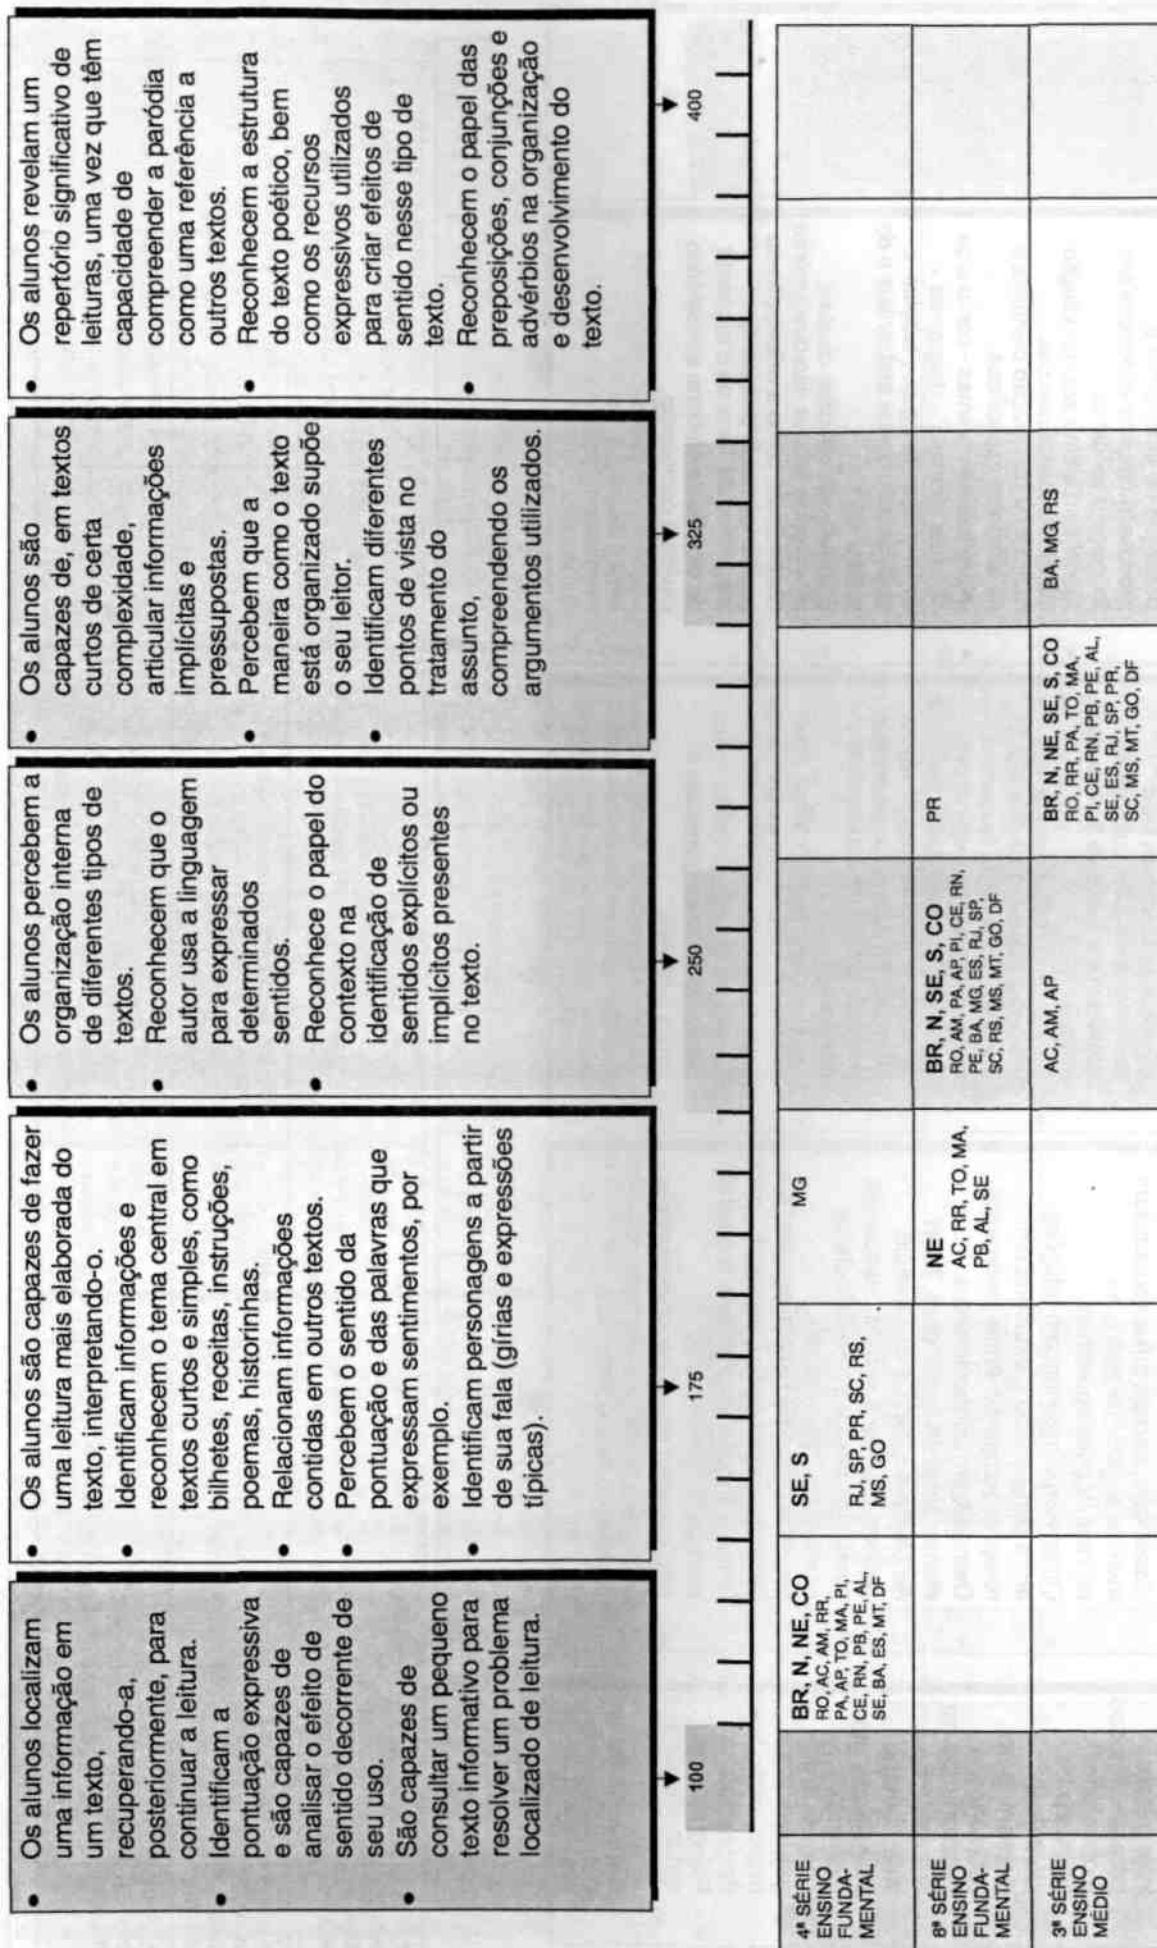 • Os alunos localizam
uma informação em
um texto,
recuperando-a,
posteriormente, para
continuar a leitura.
• Identificam a
pontuação expressiva
e são capazes de
analisar o efeito de
sentido decorrente de
seu uso.
• São capazes de
consultar um pequeno
texto informativo para
resolver um problema
localizado de leitura.
• Os alunos são capazes de fazer
uma leitura mais elaborada do
texto, interpretando-o.
• Identificam informações e
reconhecem o tema central em
textos curtos e simples, como
bilhetes, receitas, instruções,
poemas, historinhas.
• Relacionam informações
contidas em outros textos.
• Percebem o sentido da
pontuação e das palavras que
expressam sentimentos, por
exemplo.
• Identificam personagens a partir
de sua fala (gírias e expressões
típicas).
• Os alunos percebem a
organização interna
de diferentes tipos de
textos.
• Reconhecem que o
autor usa a linguagem
para expressar
determinados
sentidos.
• Reconhece o papel do
contexto na
identificação de
sentidos explícitos ou
implícitos presentes
no texto.
• Os alunos são
capazes de, em textos
curtos de certa
complexidade,
articular informações
implícitas e
pressupostas.
• Percebem que a
maneira como o texto
está organizado supõe
o seu leitor.
• Identificam diferentes
pontos de vista no
tratamento do
assunto,
compreendendo os
argumentos utilizados.
• Os alunos revelam um
repertório significativo de
leituras, uma vez que têm
capacidade de
compreender a paródia
como uma referência a
outros textos.
• Reconhecem a estrutura
do texto poético, bem
como os recursos
expressivos utilizados
para criar efeitos de
sentido nesse tipo de
texto.
• Reconhecem o papel das
preposições, conjunções e
advérbios na organização
e desenvolvimento do
texto.
100 175 250 325 400
4ª SÉRIE
ENSINO
FUNDA-
MENTAL
BR, N, NE, CO
RO, AC, AM, RR,
PA, AP, TO, MA, PI,
CE, RN, PB, PE, AL,
SE, BA, ES, MT, DF
SE, S
RJ, SP, PR, SC, RS,
MS, GO
MG
8ª SÉRIE
ENSINO
FUNDA-
MENTAL
NE
AC, RR, TO, MA,
PB, AL, SE
BR, N, SE, S, CO
RO, AM, PA, AP, PI, CE, RN,
PE, BA, MG, ES, RJ, SP,
SC, RS, MS, MT, GO, DF
PR
3ª SÉRIE
ENSINO
MÉDIO
AC, AM, AP
BR, N, NE, SE, S, CO
RO, RR, PA, TO, MA,
PI, CE, RN, PB, PE, AL,
SE, ES, RJ, SP, PR,
SC, MS, MT, GO, DF
BA, MG, RS